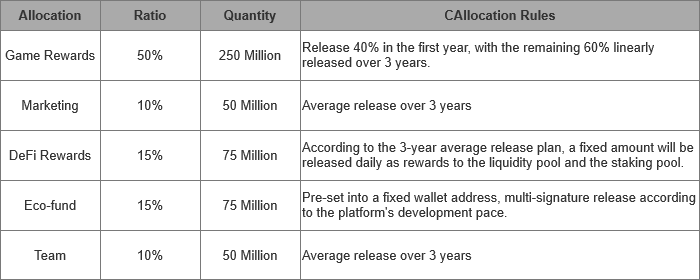 Allocation Ratio Quantity CAllocation Rules
Game Rewards 50% 250 Million Release 40% in the first year, with the remaining 60% linearly
released over 3 years.
Marketing 10% 50 Million Average release over 3 years
DeFi Rewards 15% 75 Million According to the 3-year average release plan, a fixed amount will be
released daily as rewards to the liquidity pool and the staking pool.
Eco-fund 15% 75 Million Pre-set into a fixed wallet address, multi-signature release according
to the platform's development pace.
Team 10% 50 Million Average release over 3 years